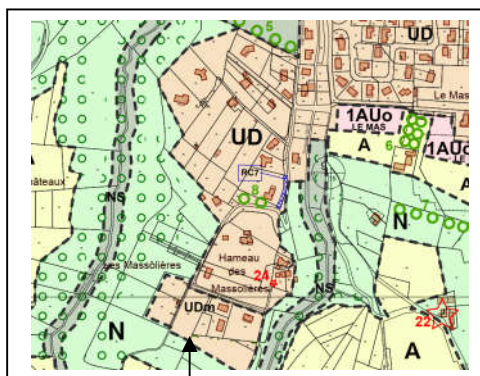 5
UD
Le Mas
1AUo
LE MAS
6
1AUo
A
A
UD
RC7
8
7
N
NS
Les Massolières
Hameau
des
Massolières
24
NS
UDm
22
N
A